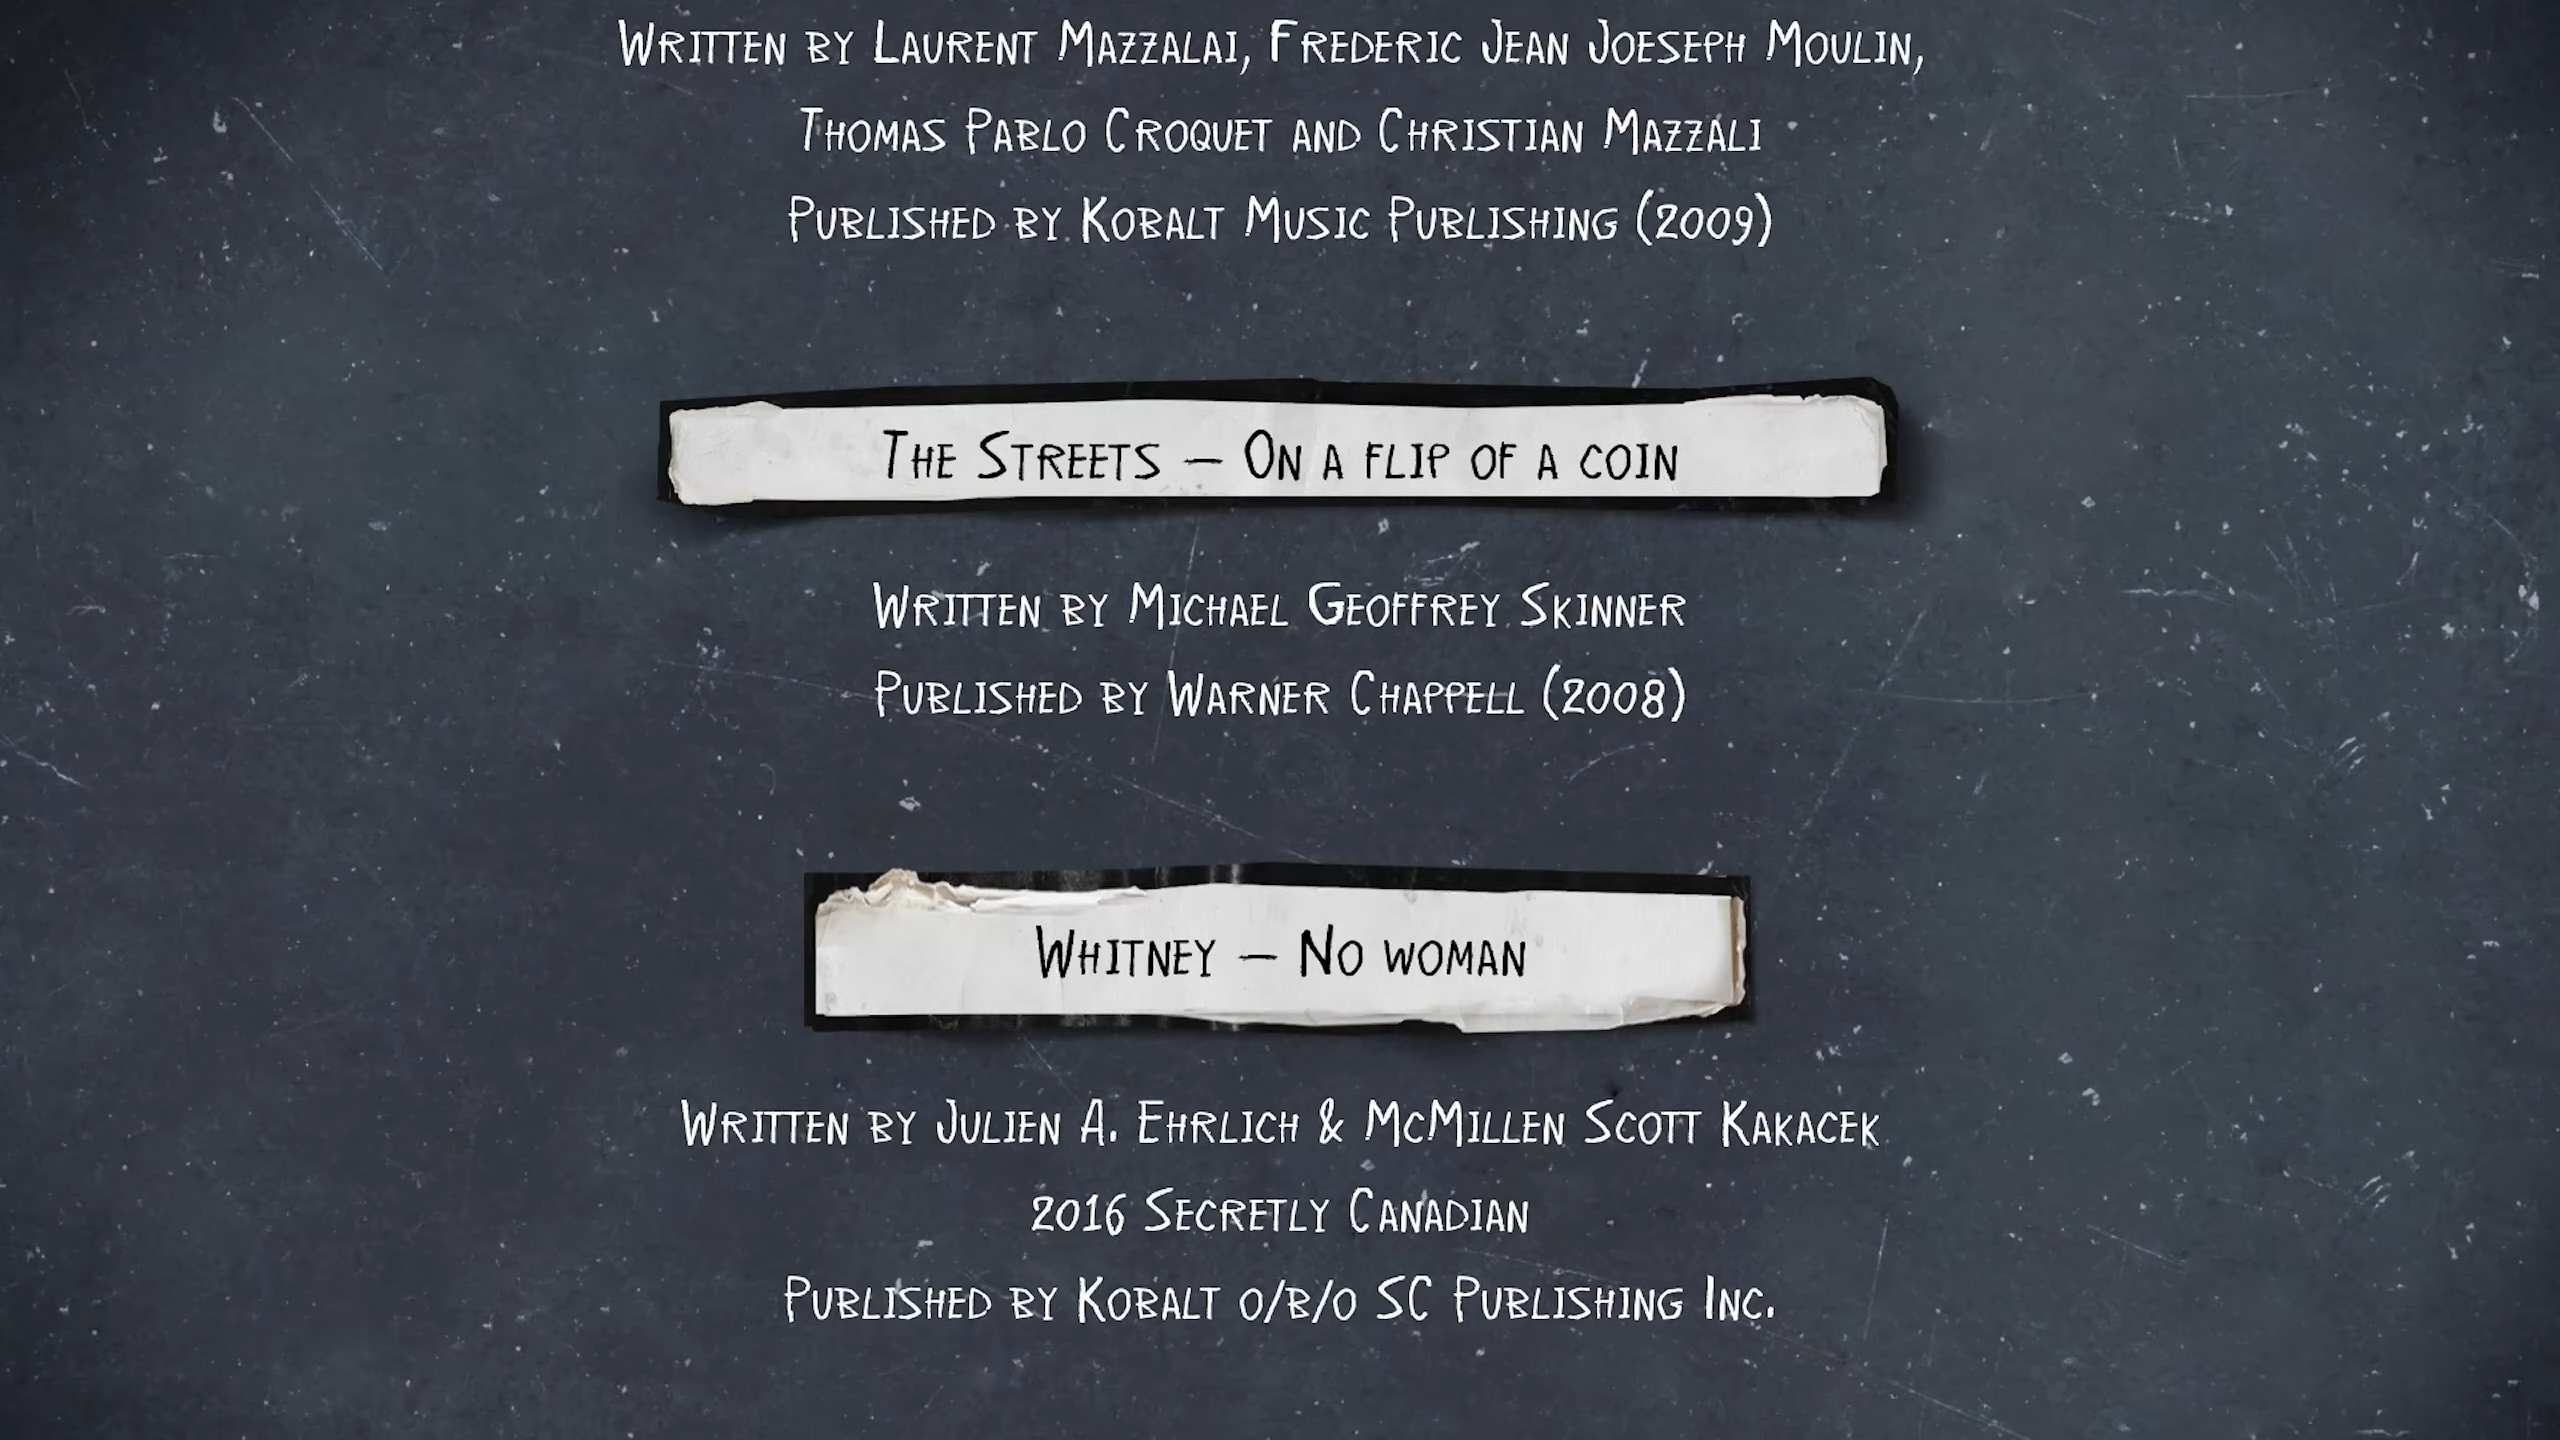 Written by Laurent Mazzalai, Frederic Jean Joeseph Moulin,
Thomas Pablo Croquet and Christian Mazzali
Published by Kobalt Music Publishing (2009)
The Streets – On a flip of a coin
Written by Michael Geoffrey Skinner
Published by Warner Chappell (2008)
Whitney – No woman
Written by Julien A. Ehrlich & McMillen Scott Kakacek
2016 Secretly Canadian
Published by Kobalt o/b/o SC Publishing Inc.